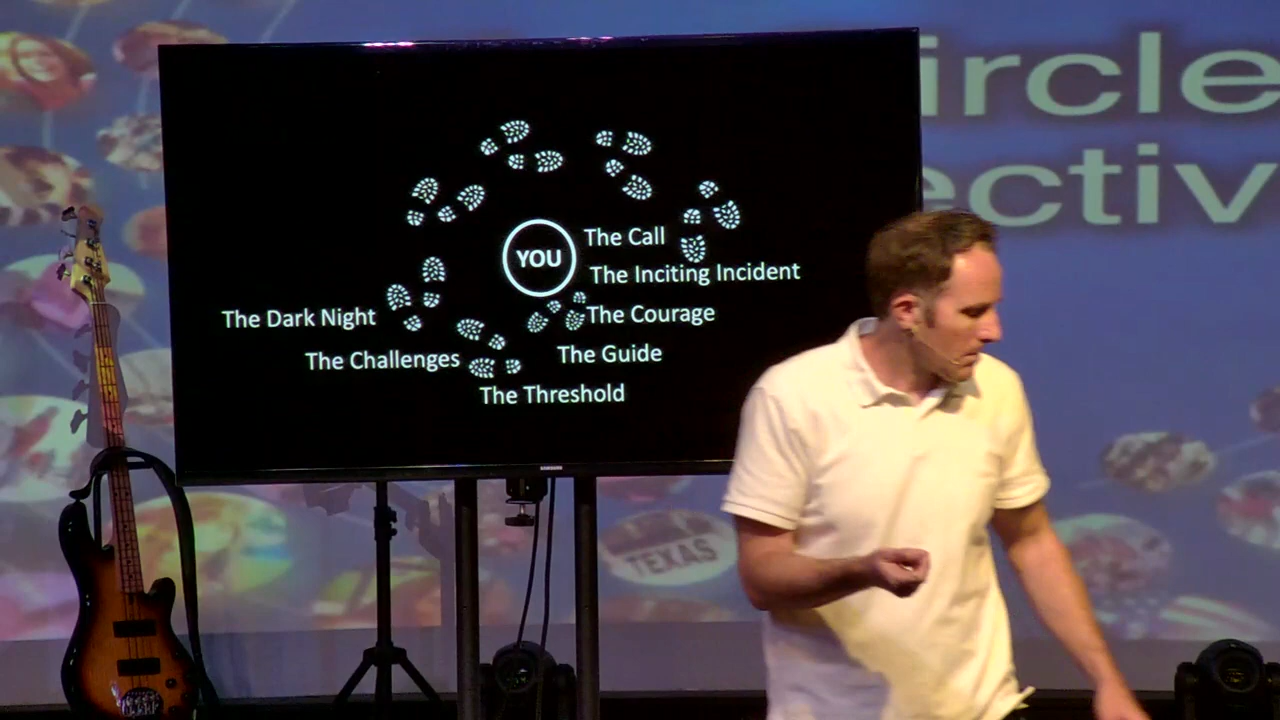 ircle
ectiv
YOU
The Call
The Inciting Incident
The Courage
The Guide
The Threshold
The Challenges
The Dark Night
TEXAS